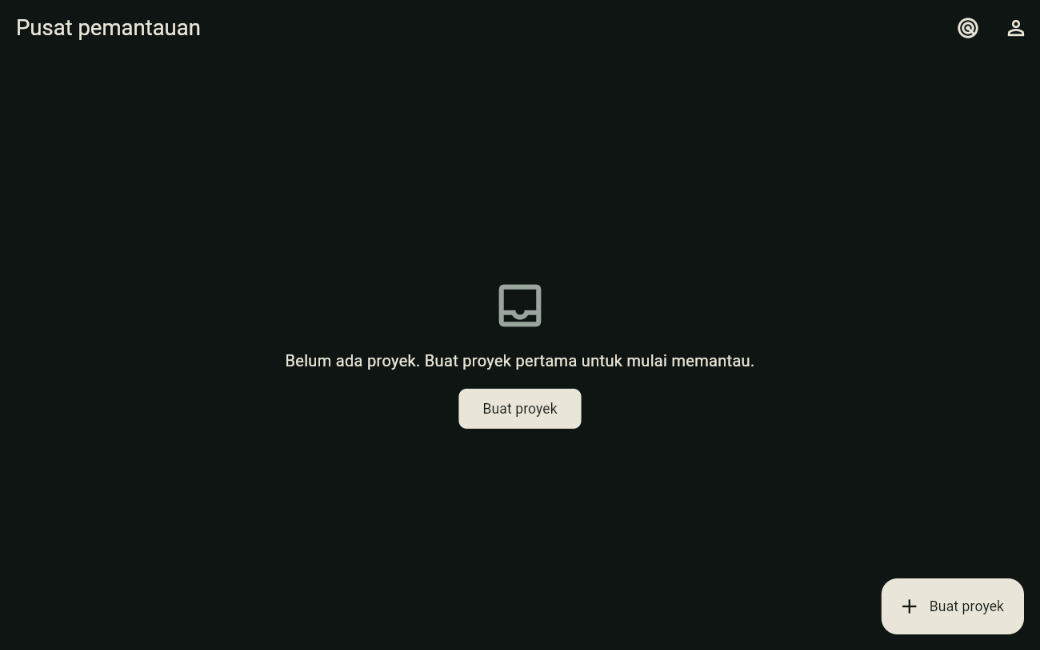 Pusat pemantauan
Belum ada proyek. Buat proyek pertama untuk mulai memantau.
Buat proyek
Buat proyek